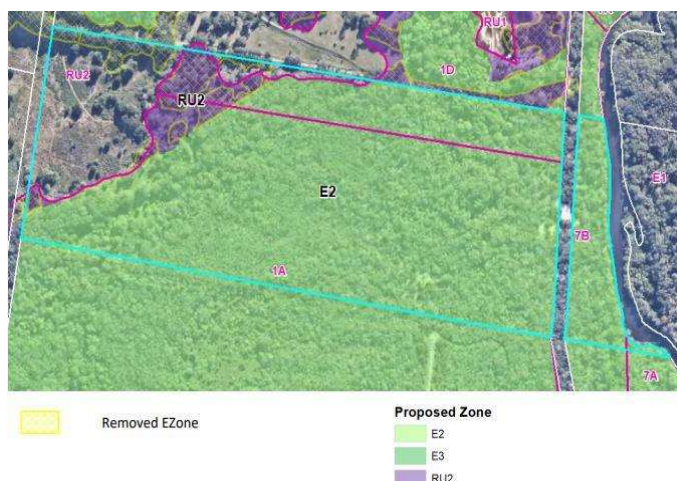 RU1
1D
RU2
RU2
E1
E2
7B
1A
7A
Removed EZone
Proposed Zone
E2
E3
RU2